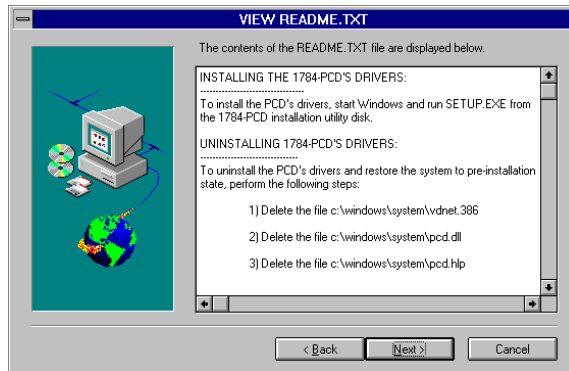 VIEW README.TXT
The contents of the README.TXT file are displayed below.
INSTALLING THE 1784-PCD'S DRIVERS:
--------------------------------
To install the PCD's drivers, start Windows and run SETUP.EXE from
the 1784-PCD installation utility disk.
UNINSTALLING 1784-PCD'S DRIVERS:
------------------------------
To uninstall the PCD's drivers and restore the system to pre-installation
state, perform the following steps:
1) Delete the file c:\windows\system\vdnet.386
2) Delete the file c:\windows\system\pcd.dll
3) Delete the file c:\windows\system\pcd.hlp
< Back
Next >
Cancel